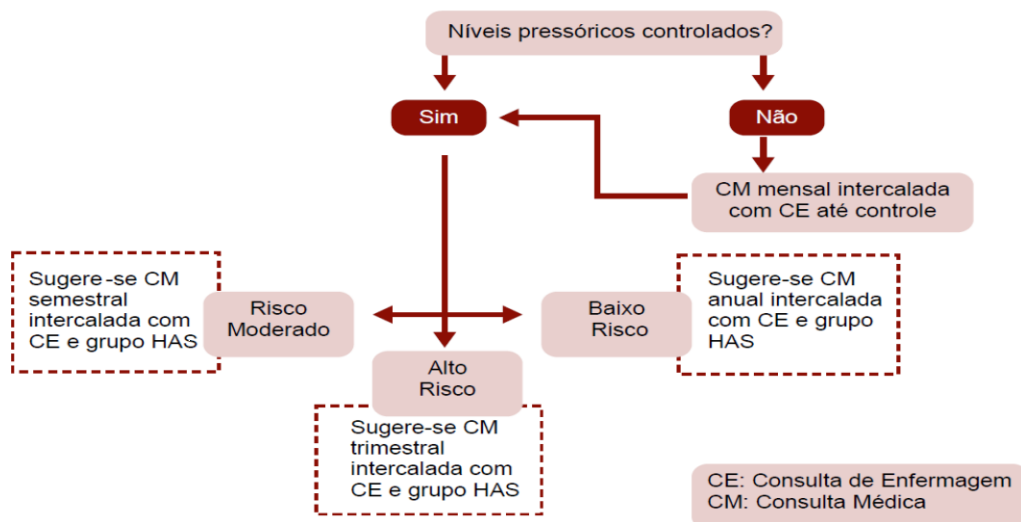 Níveis pressóricos controlados?
Sim
Não
CM mensal intercalada
com CE até controle
Sugere-se CM
semestral
intercalada com
CE e grupo HAS
Risco
Moderado
Baixo
Risco
Sugere-se CM
anual intercalada
com CE e grupo
HAS
Alto
Risco
Sugere-se CM
trimestral
intercalada com
CE e grupo HAS
CE: Consulta de Enfermagem
CM: Consulta Médica